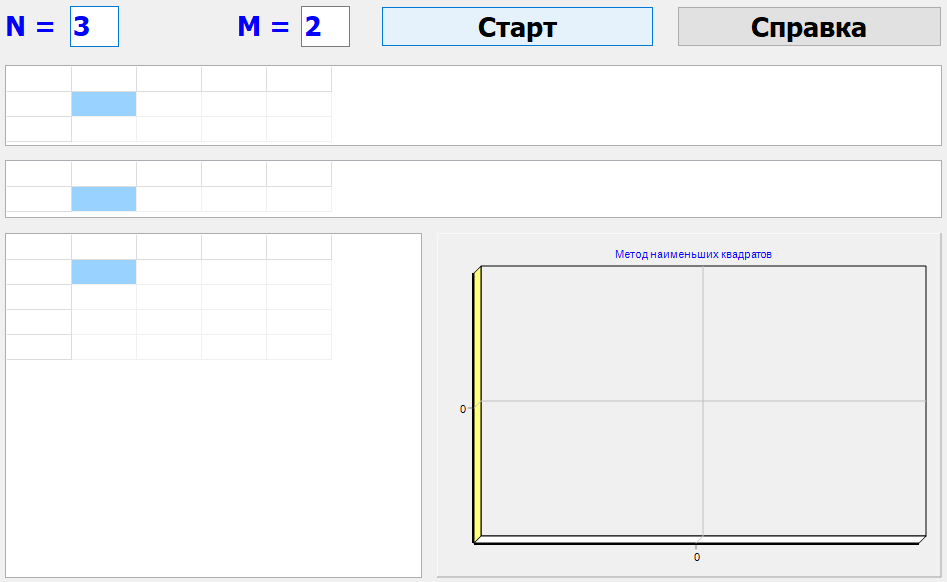 N = 3 M = 2 Старт Справка
Метод наименьших квадратов
0
0